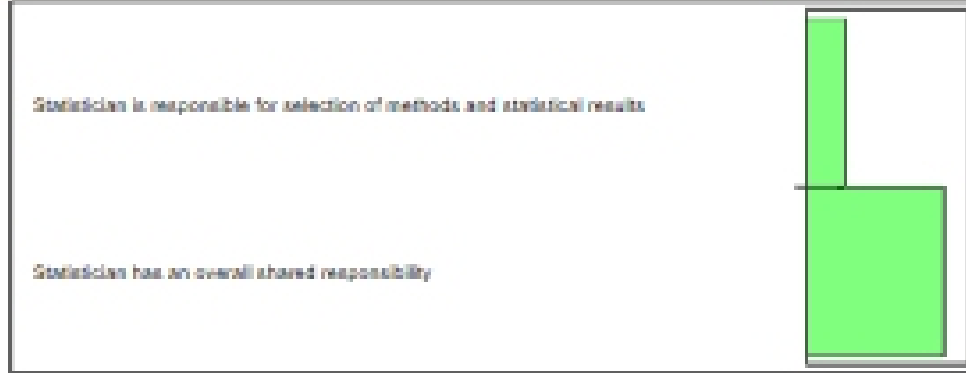 Statistician is responsible for selection of methods and statistical results
Statistician has an overall shared responsibility